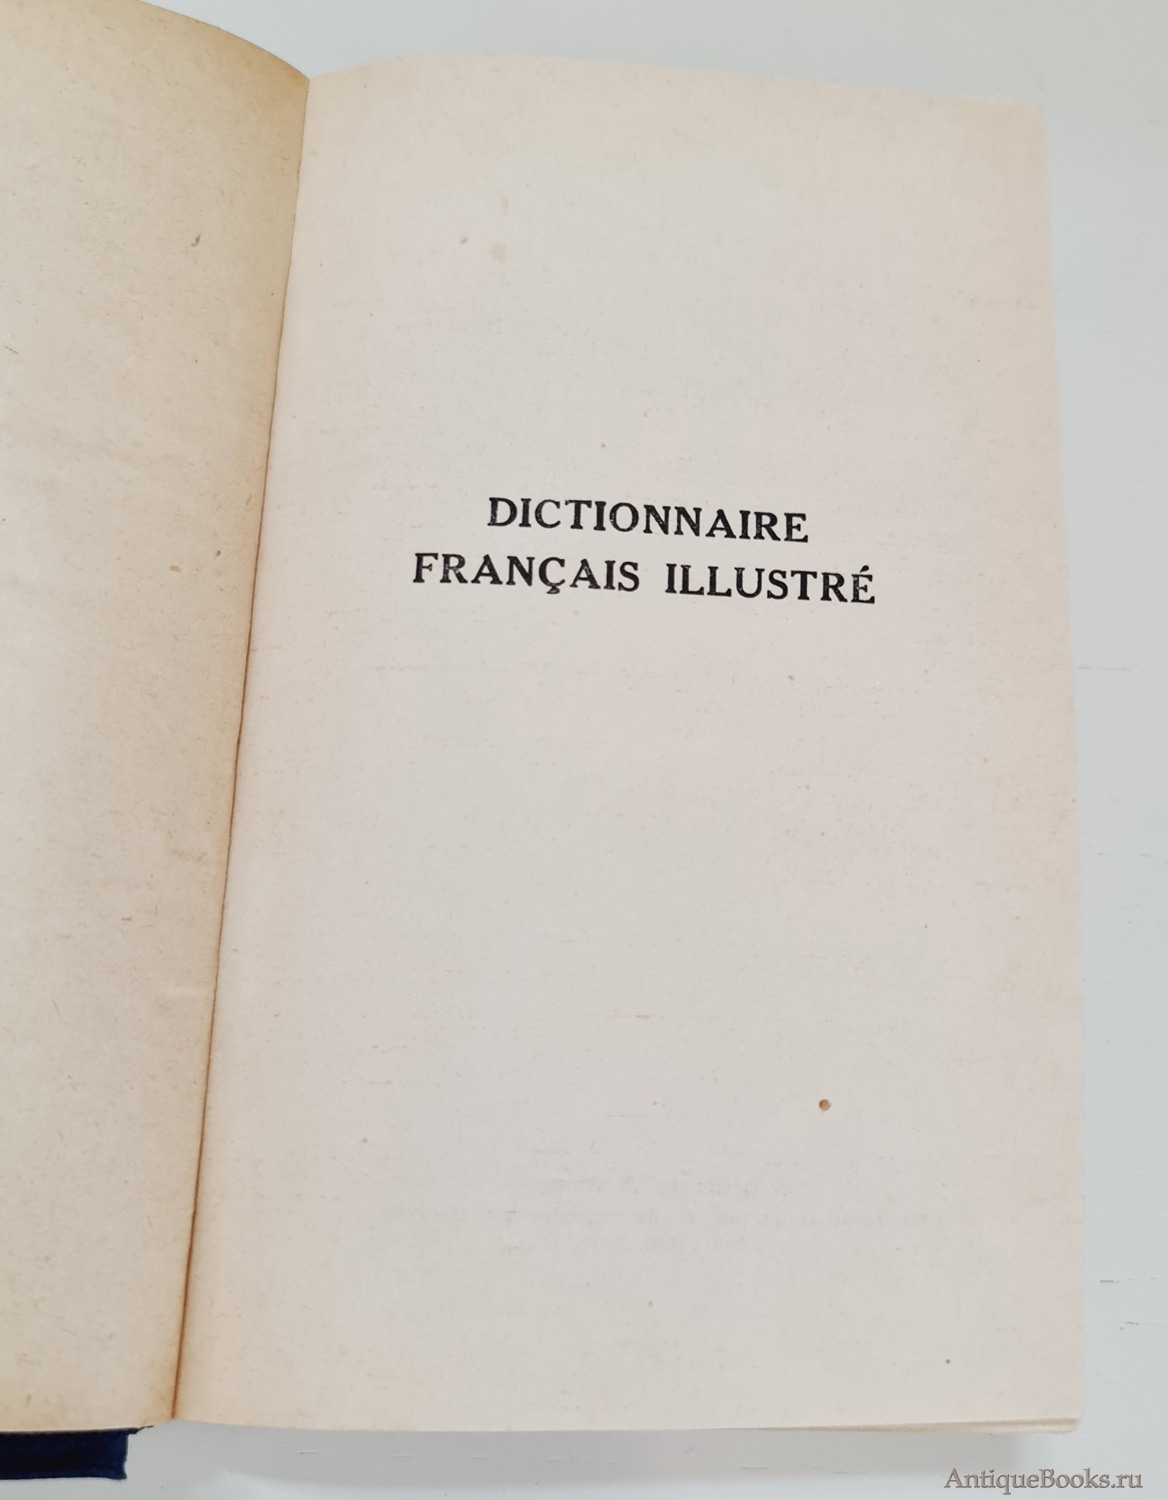 DICTIONNAIRE
FRANÇAIS ILLUSTRÉ
AntiqueBooks.ru